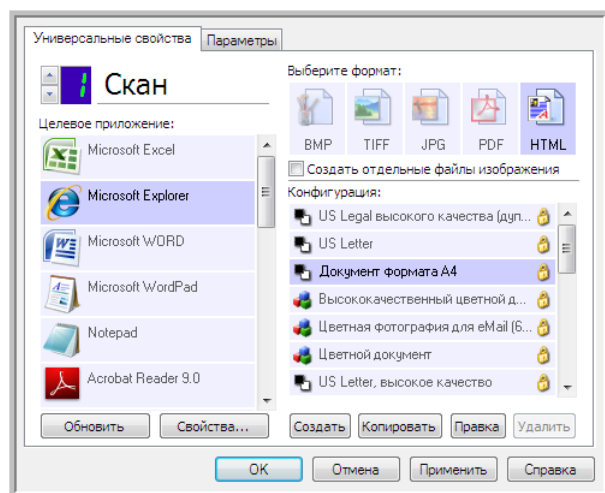 Универсальные свойства
Параметры
1
Скан
Целевое приложение:
Microsoft Excel
Microsoft Explorer
Microsoft WORD
Microsoft WordPad
Notepad
Acrobat Reader 9.0
Обновить
Свойства...
Выберите формат:
BMP TIFF JPG PDF HTML
Создать отдельные файлы изображения
Конфигурация:
US Legal высокого качества (дуп...
US Letter
Документ формата A4
Высококачественный цветной д...
Цветная фотография для eMail (6...
Цветной документ
US Letter, высокое качество
Создать Копировать Правка Удалить
OK Отмена Применить Справка